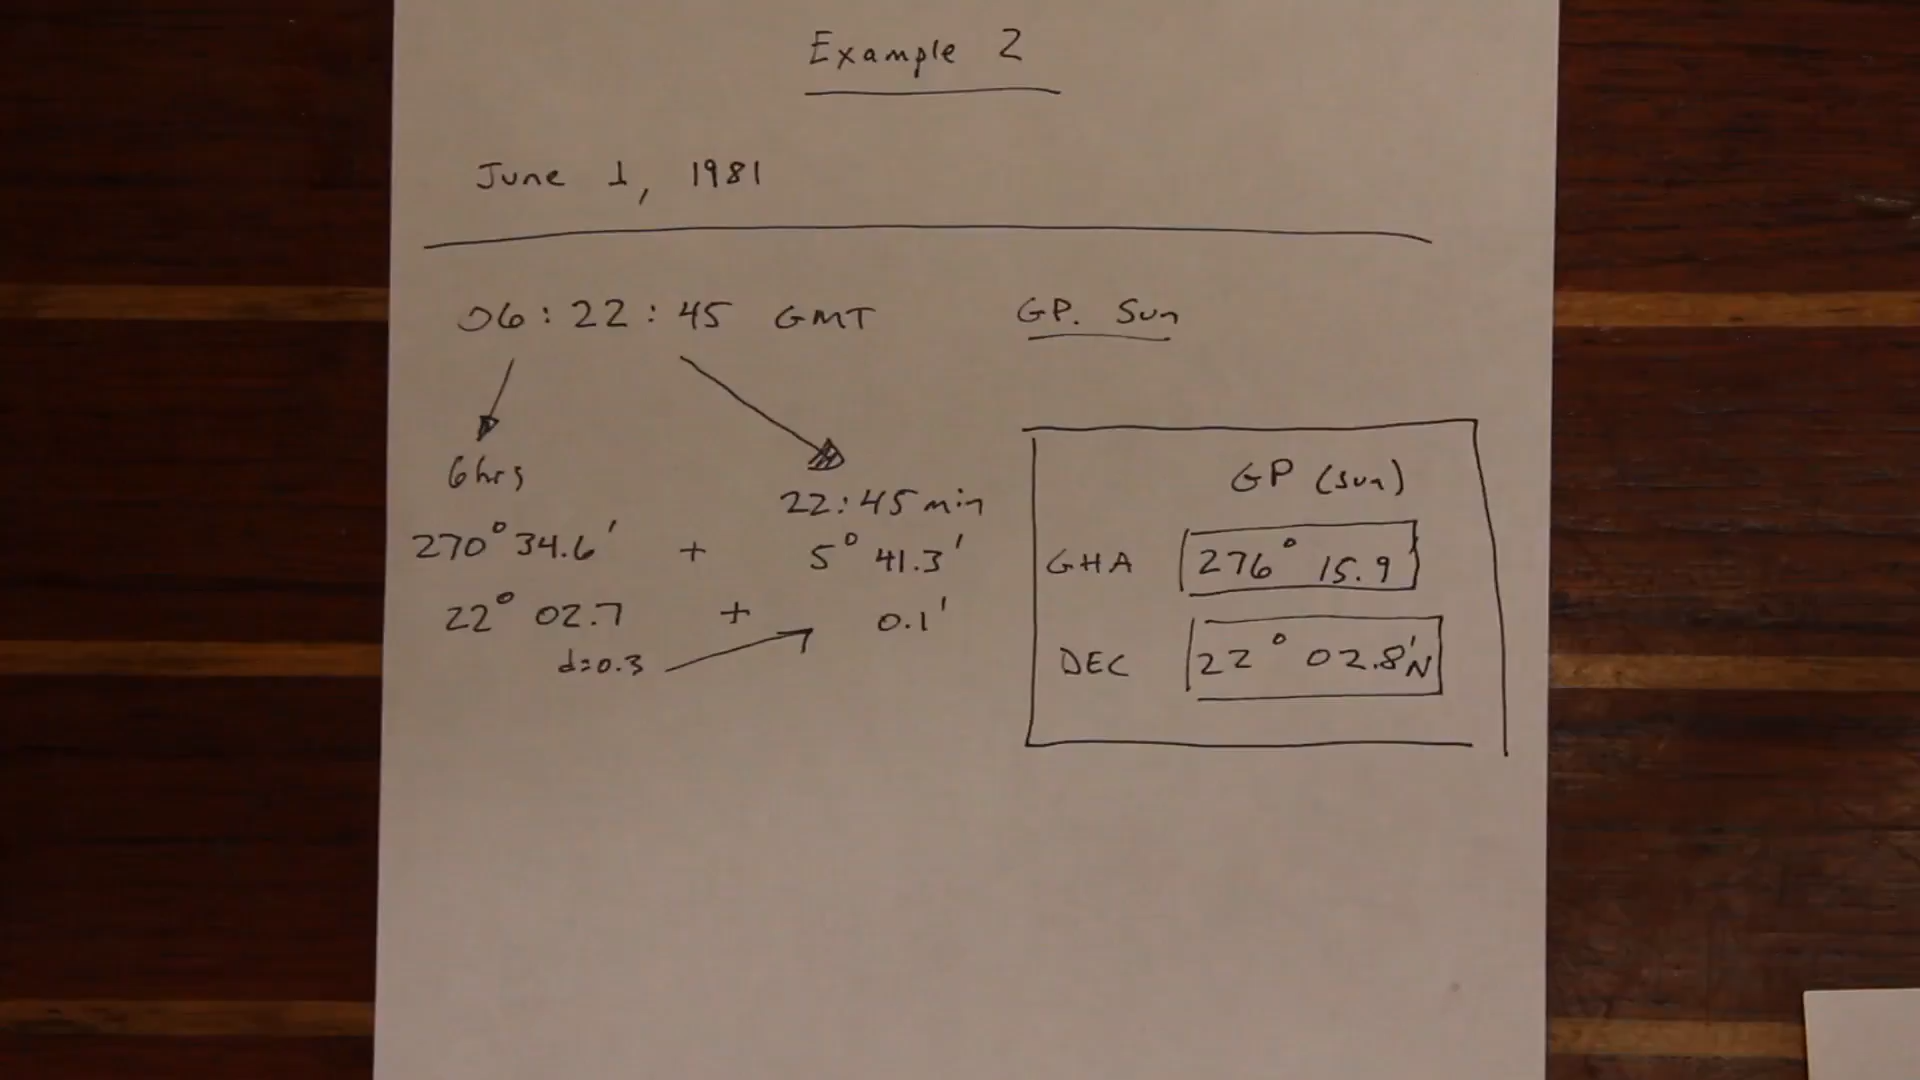 Example 2
June 1, 1981
06:22:45 GMT
GP. Sun
6hrs
22:45 min
270° 34.6' + 5° 41.3'
22° 02.7 + 0.1'
d=0.3
GP (Sun)
GHA 276° 15.9
DEC 22° 02.8'N